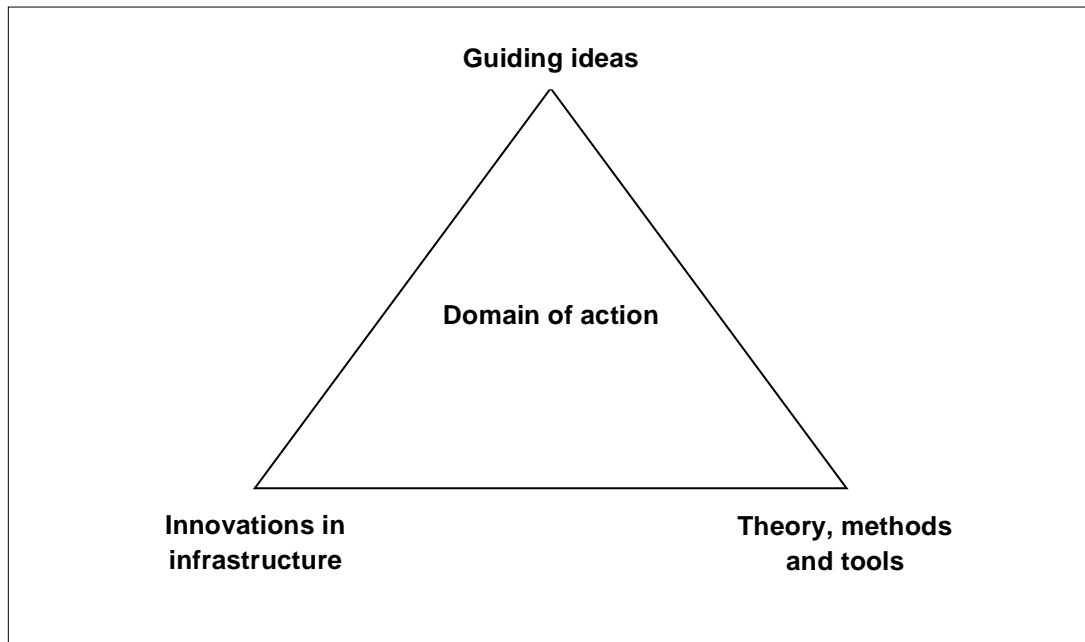 Guiding ideas
Domain of action
Innovations in
infrastructure
Theory, methods
and tools